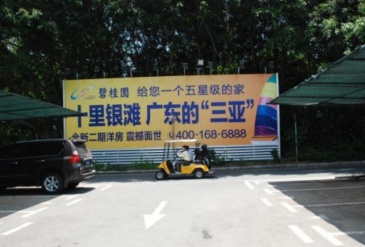 碧桂园 给您一个五星级的家
十里银滩 广东的“三亚”
全新二期洋房 震撼面世 400-168-6888